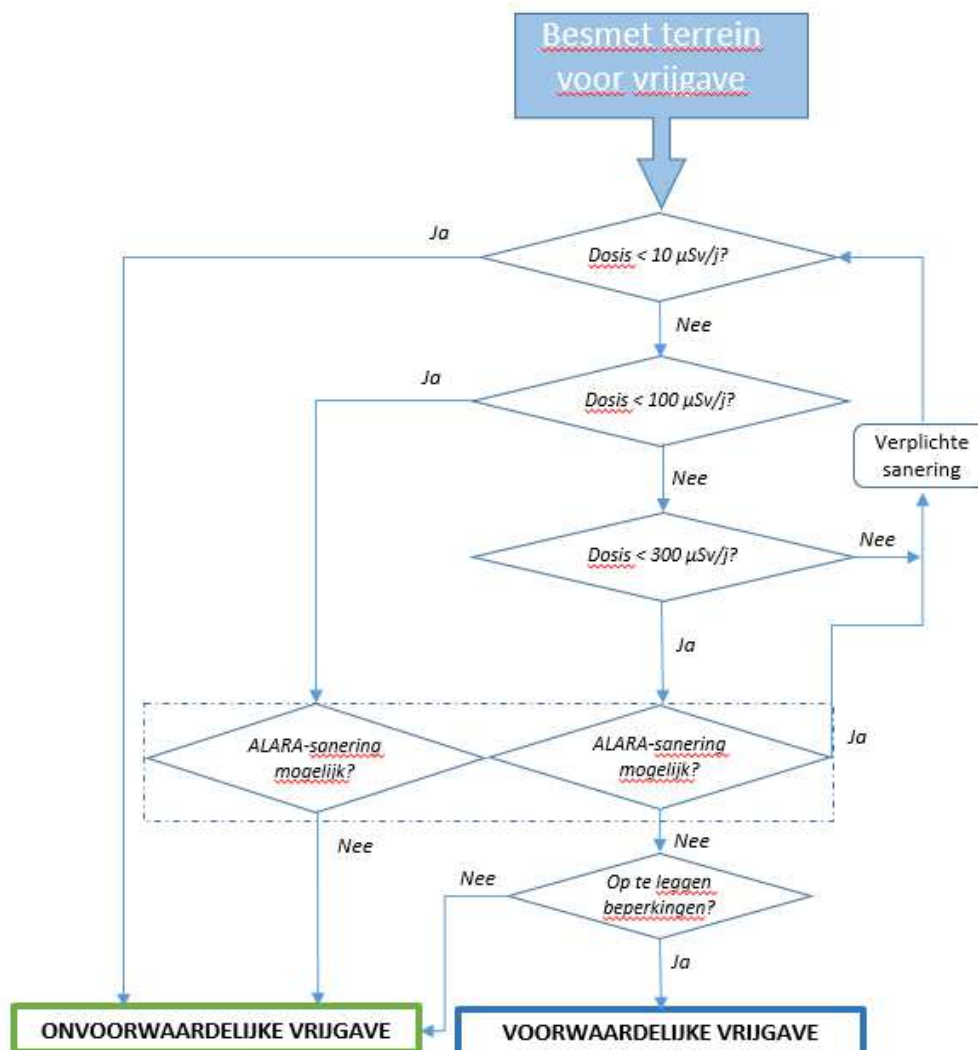 Besmet terrein
voor vrijgave
Ja
Dosis < 10 µSv/j?
Nee
Ja
Dosis < 100 µSv/j?
Verplichte
sanering
Nee
Dosis < 300 µSv/j?
Nee
Ja
ALARA-sanering
mogelijk?
ALARA-sanering
mogelijk?
Ja
Nee
Nee
Nee
Op te leggen
beperkingen?
Ja
ONVOORWAARDELIJKE VRIJGAVE
VOORWAARDELIJKE VRIJGAVE